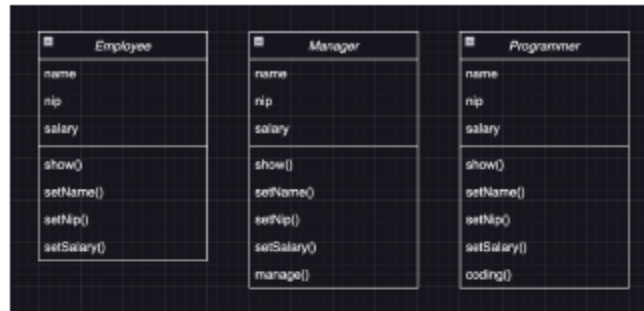 Employee
name
nip
salary
show()
setName()
setNip()
setSalary()
Manager
name
nip
salary
show()
setName()
setNip()
setSalary()
manage()
Programmer
name
nip
salary
show()
setName()
setNip()
setSalary()
coding()